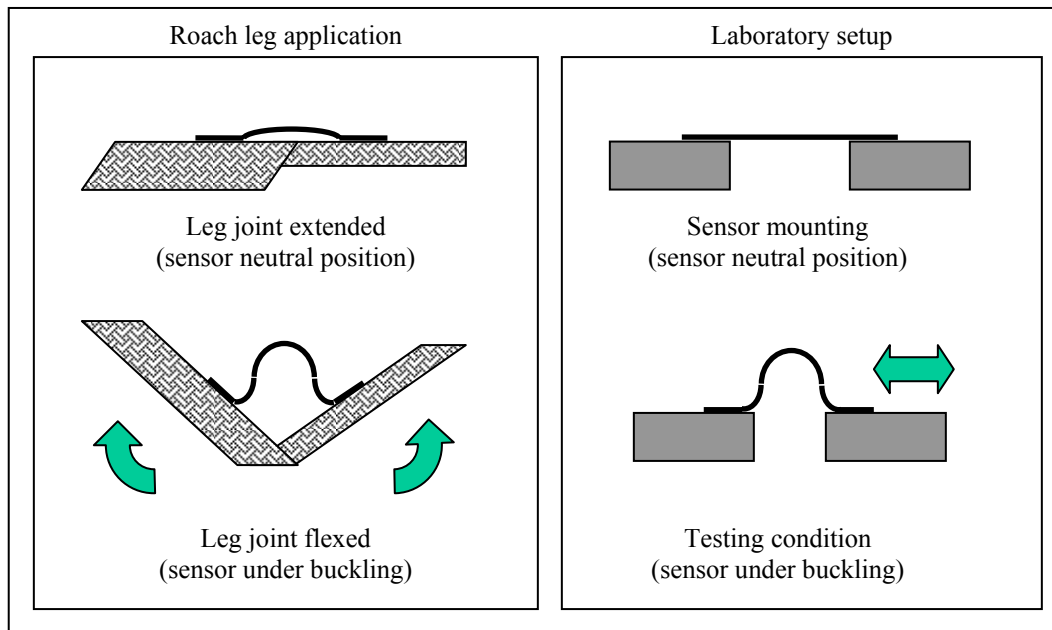 Roach leg application
Leg joint extended
(sensor neutral position)
Leg joint flexed
(sensor under buckling)
Laboratory setup
Sensor mounting
(sensor neutral position)
Testing condition
(sensor under buckling)